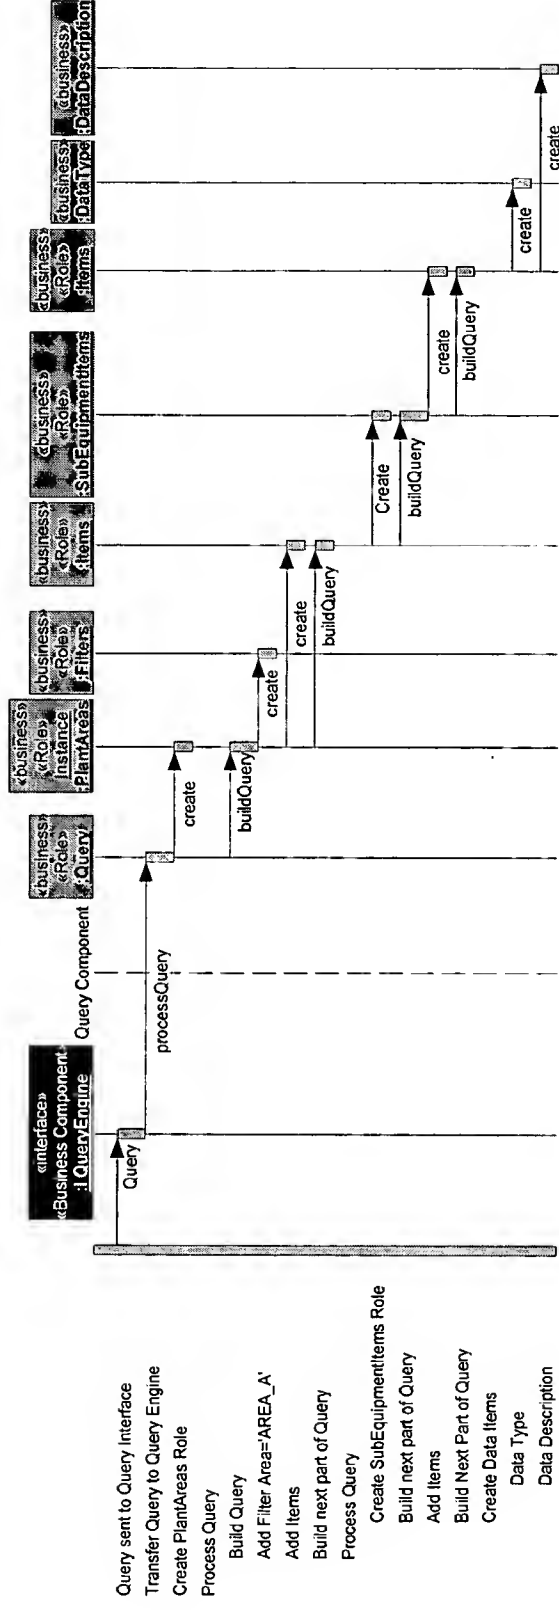 «interface»
«Business Component»
:I QueryEngine
Query Component
«business»
«Role»
:Query
«business»
«Role»
Instance
:PlantAreas
«business»
«Role»
:Filters
«business»
«Role»
:Items
«business»
«Role»
:SubEquipmentItems
«business»
«Role»
:Items
«business»
:DataType
«business»
:DataDescription
Query sent to Query Interface
Transfer Query to Query Engine
Create PlantAreas Role
Process Query
Build Query
Add Filter Area='AREA_A'
Add Items
Build next part of Query
Process Query
Create SubEquipmentItems Role
Build next part of Query
Add Items
Build Next Part of Query
Create Data Items
Data Type
Data Description
Query
processQuery
create
buildQuery
create
create
buildQuery
Create
buildQuery
create
buildQuery
create
create